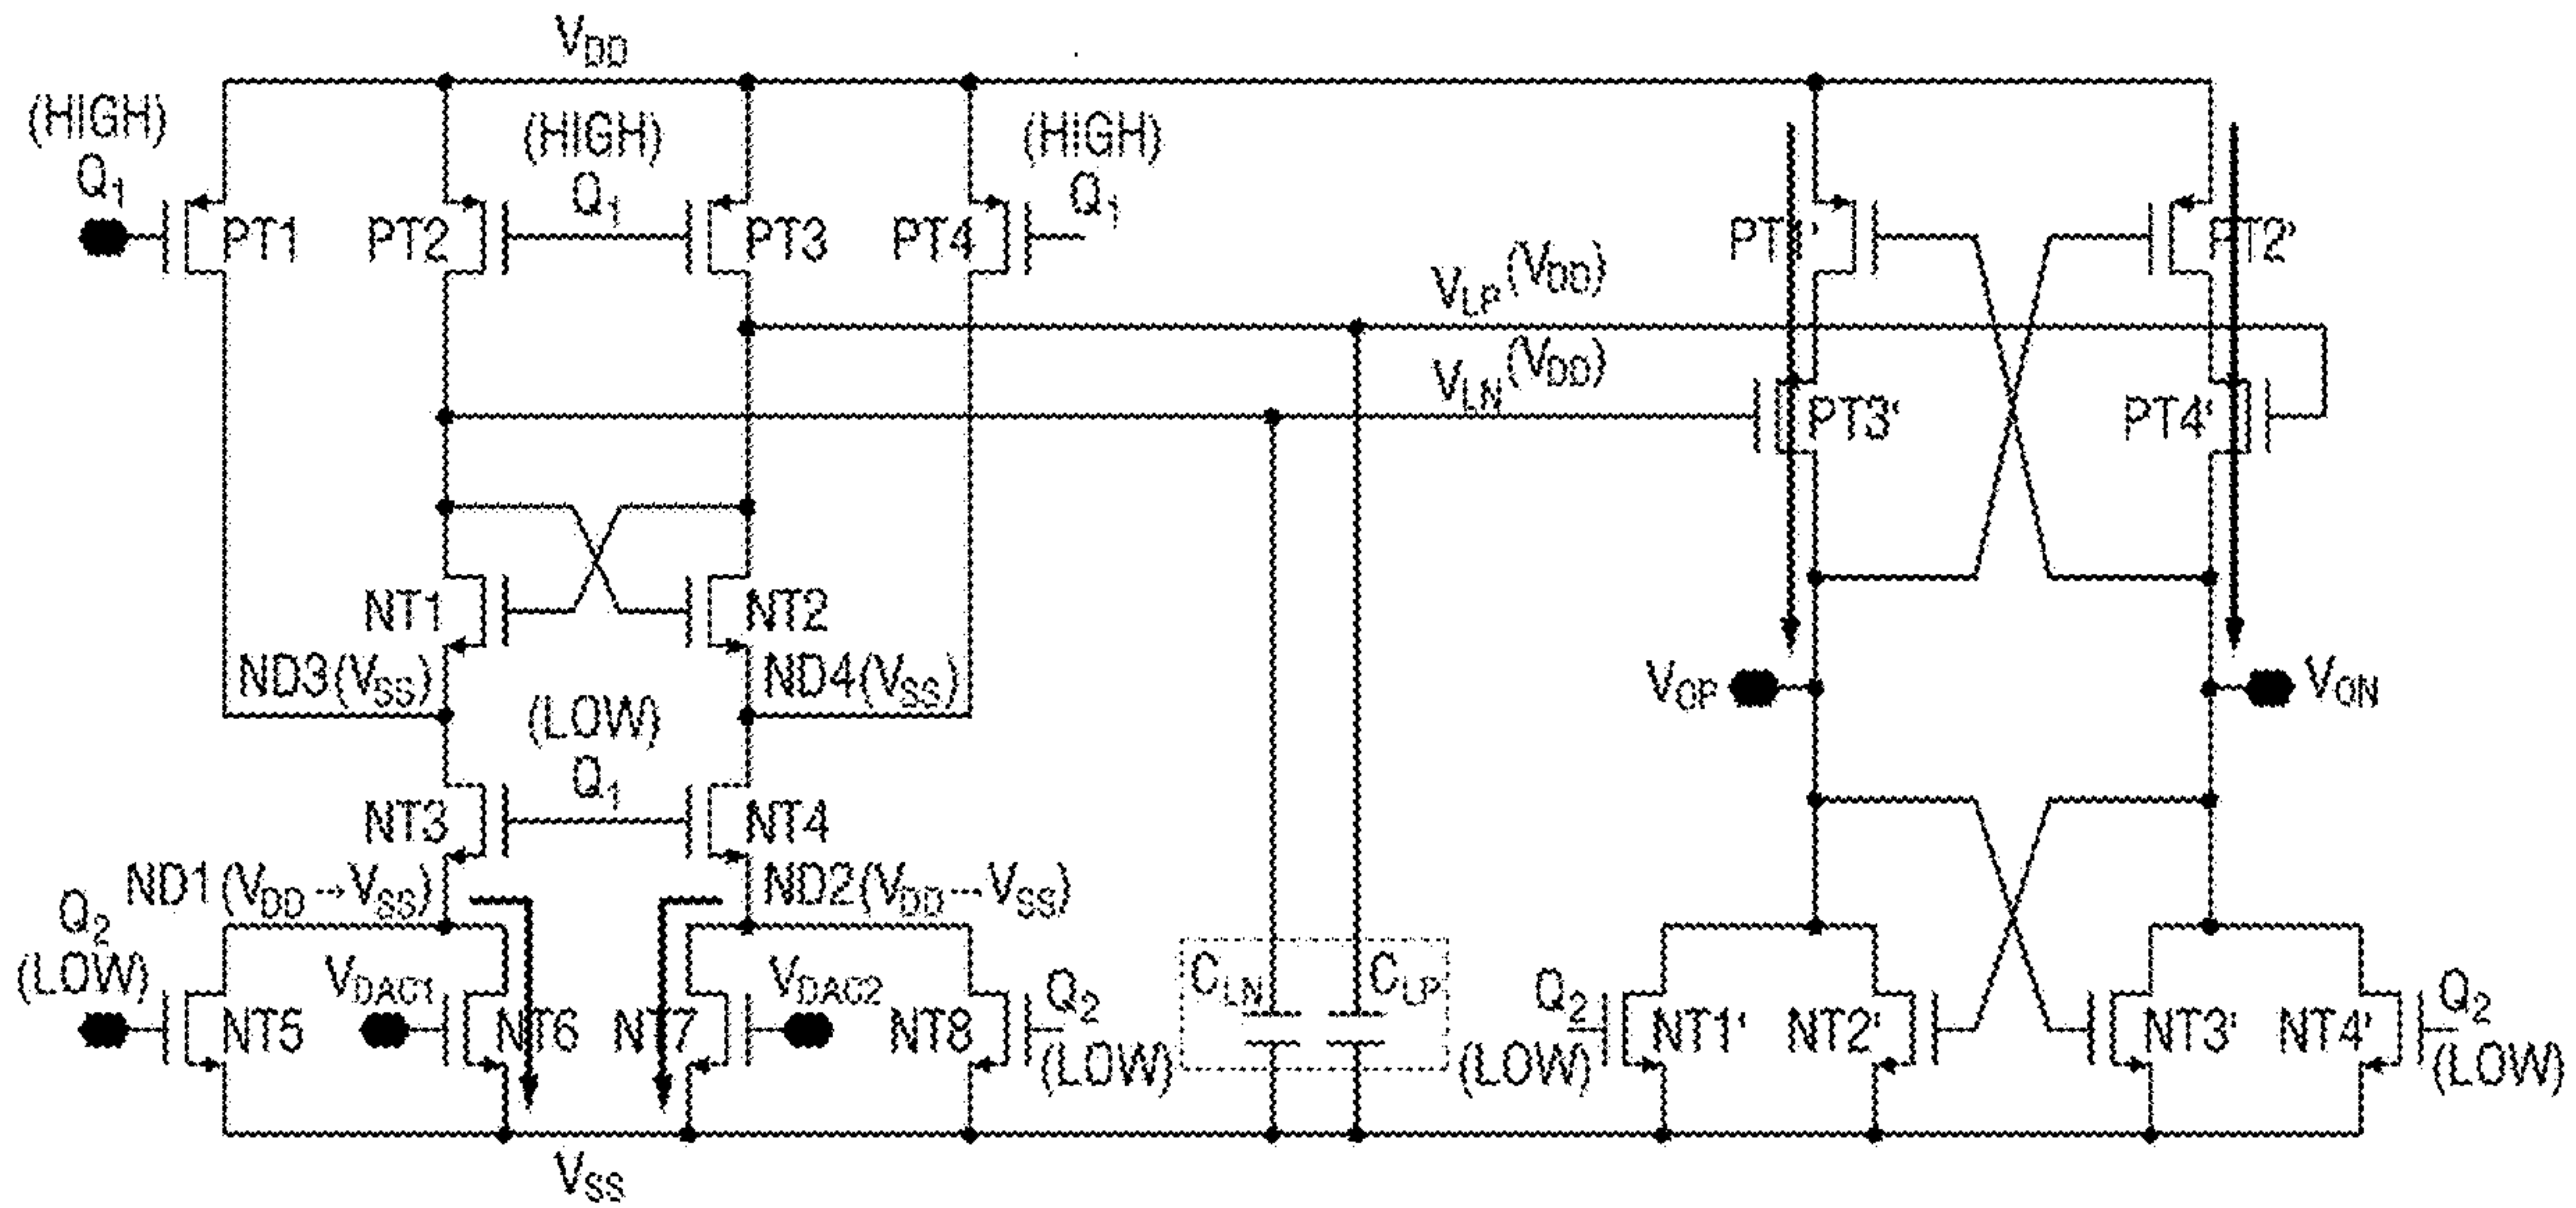 VDD
(HIGH)
Q1
(HIGH)
Q1
(HIGH)
Q1
PT1
PT2
PT3
PT4
PT1'
PT2'
VLP(VDD)
VLN(VDD)
PT3'
PT4'
NT1
NT2
ND3(VSS)
ND4(VSS)
VOP
VON
(LOW)
Q1
NT3
NT4
ND1(VDD→VSS)
ND2(VDD---VSS)
Q2
(LOW)
VDAC1
VDAC2
Q2
(LOW)
CLN
CLP
Q2
(LOW)
Q2
(LOW)
NT5
NT6
NT7
NT8
NT1'
NT2'
NT3'
NT4'
VSS